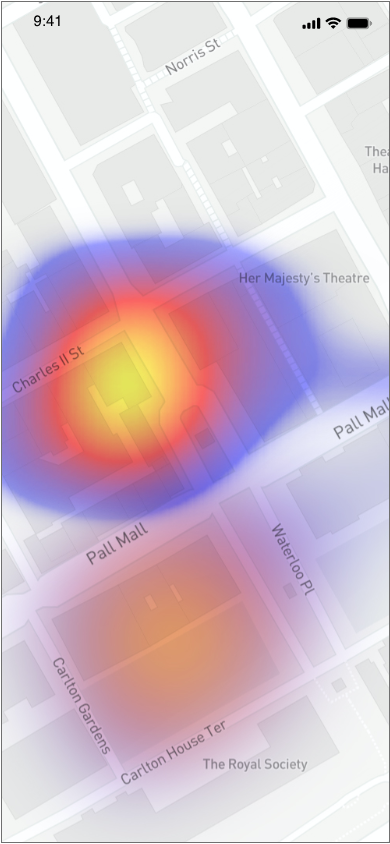 9:41
Norris St
Thea
Ha
Her Majesty's Theatre
Charles II St
Pall Mall
Pall Mall
Waterloo Pl
Carlton Gardens
Carlton House Ter
The Royal Society